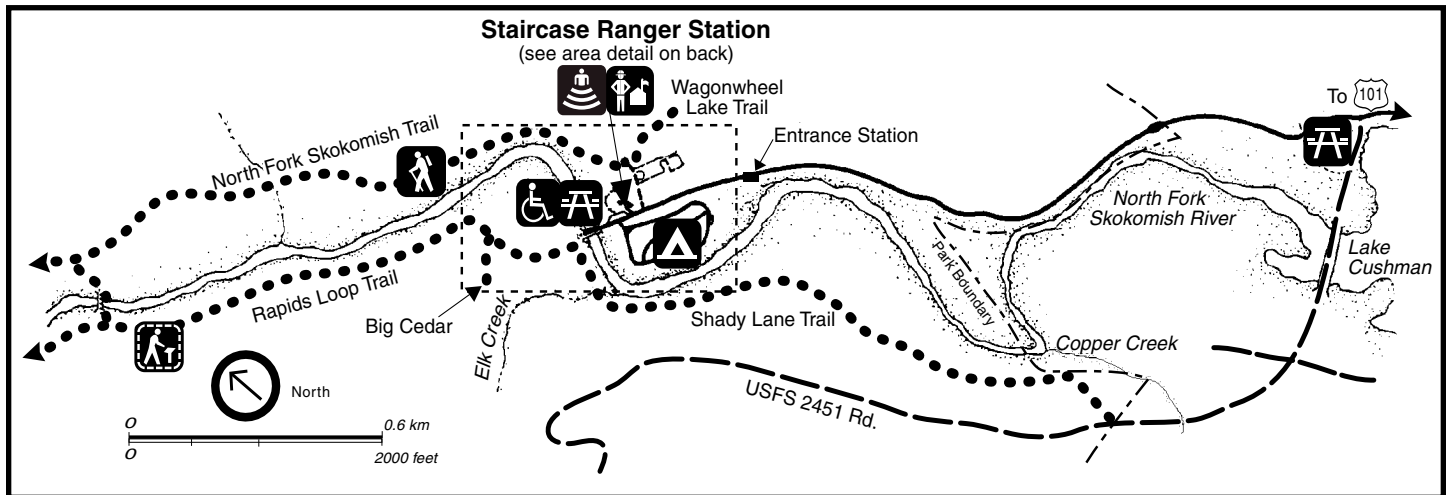 Staircase Ranger Station
(see area detail on back)
Wagonwheel
Lake Trail
To 101
North Fork Skokomish Trail
Entrance Station
North Fork
Skokomish River
Lake
Cushman
Park Boundary
Rapids Loop Trail
Big Cedar
Elk Creek
Shady Lane Trail
Copper Creek
USFS 2451 Rd.
North
0 0.6 km
0 2000 feet